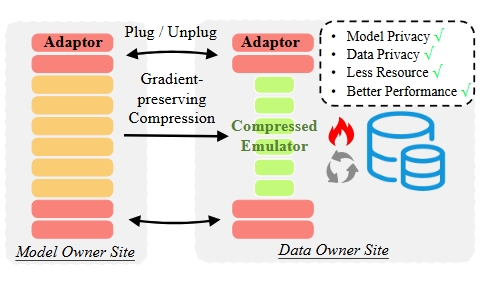 Adaptor
Plug / Unplug
Adaptor
• Model Privacy √
• Data Privacy √
• Less Resource √
• Better Performance √
Gradient-
preserving
Compression
Compressed
Emulator
Model Owner Site
Data Owner Site